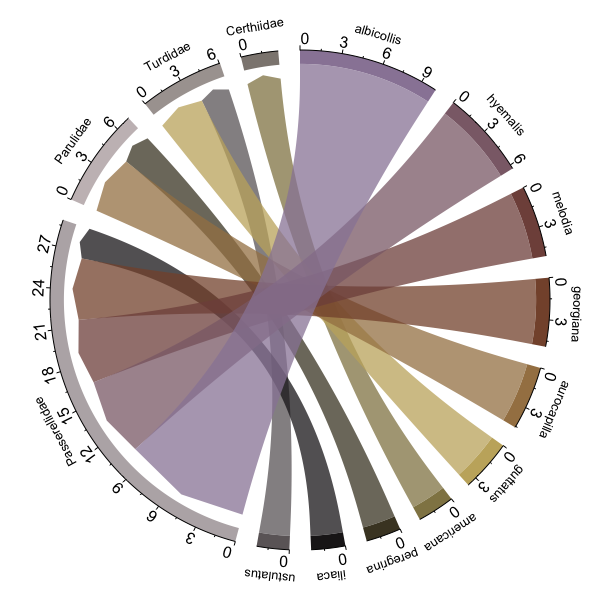 Certhiidae
0
albicollis
0
3
6
9
hyemalis
0
3
6
melodia
0
3
georgiana
0
3
aurocapilla
0
3
guttatus
0
3
americana
0
peregrina
0
iliaca
0
ustulatus
0
Passerellidae
0
3
6
9
12
15
18
21
24
27
Parulidae
0
3
6
Turdidae
0
3
6